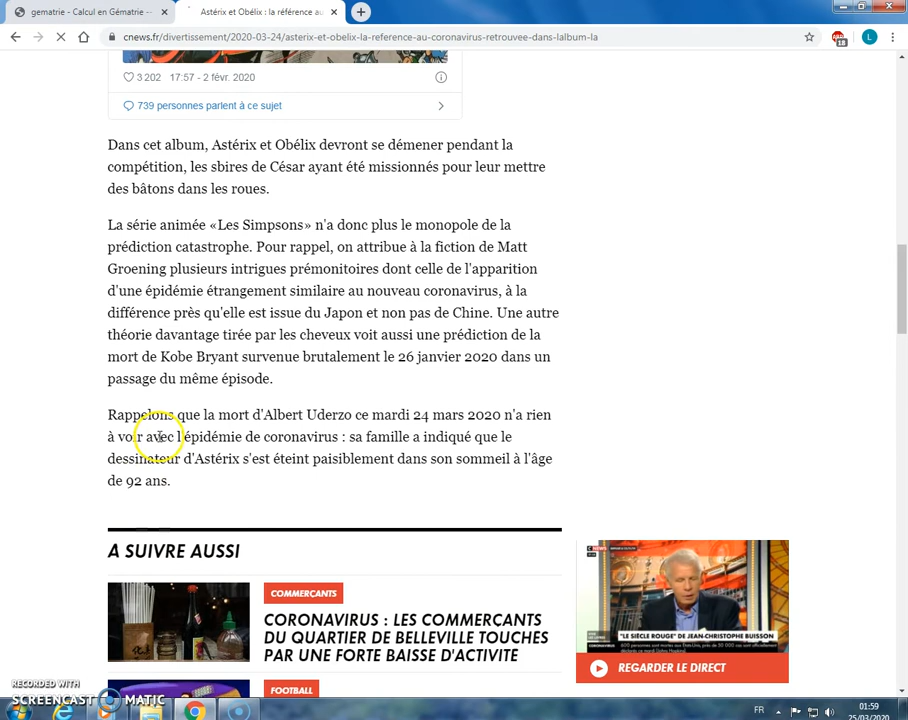 gematrie - Calcul en Gématrie -
Astérix et Obélix : la référence au
cnews.fr/divertissement/2020-03-24/asterix-et-obelix-la-reference-au-coronavirus-retrouvee-dans-lalbum-la
18
L
3 202 17:57 - 2 févr. 2020
739 personnes parlent à ce sujet
Dans cet album, Astérix et Obélix devront se démener pendant la
compétition, les sbires de César ayant été missionnés pour leur mettre
des bâtons dans les roues.
La série animée «Les Simpsons» n'a donc plus le monopole de la
prédiction catastrophe. Pour rappel, on attribue à la fiction de Matt
Groening plusieurs intrigues prémonitoires dont celle de l'apparition
d'une épidémie étrangement similaire au nouveau coronavirus, à la
différence près qu'elle est issue du Japon et non pas de Chine. Une autre
théorie davantage tirée par les cheveux voit aussi une prédiction de la
mort de Kobe Bryant survenue brutalement le 26 janvier 2020 dans un
passage du même épisode.
Rappelons que la mort d'Albert Uderzo ce mardi 24 mars 2020 n'a rien
à voir avec l'épidémie de coronavirus : sa famille a indiqué que le
dessinateur d'Astérix s'est éteint paisiblement dans son sommeil à l'âge
de 92 ans.
A SUIVRE AUSSI
COMMERÇANTS
CORONAVIRUS : LES COMMERÇANTS
DU QUARTIER DE BELLEVILLE TOUCHÉS
PAR UNE FORTE BAISSE D'ACTIVITÉ
FOOTBALL
"LE SIÈCLE ROUGE" DE JEAN-CHRISTOPHE BUISSON
REGARDER LE DIRECT
RECORDED WITH
SCREENCAST MATIC
FR
01:59
25/03/2020